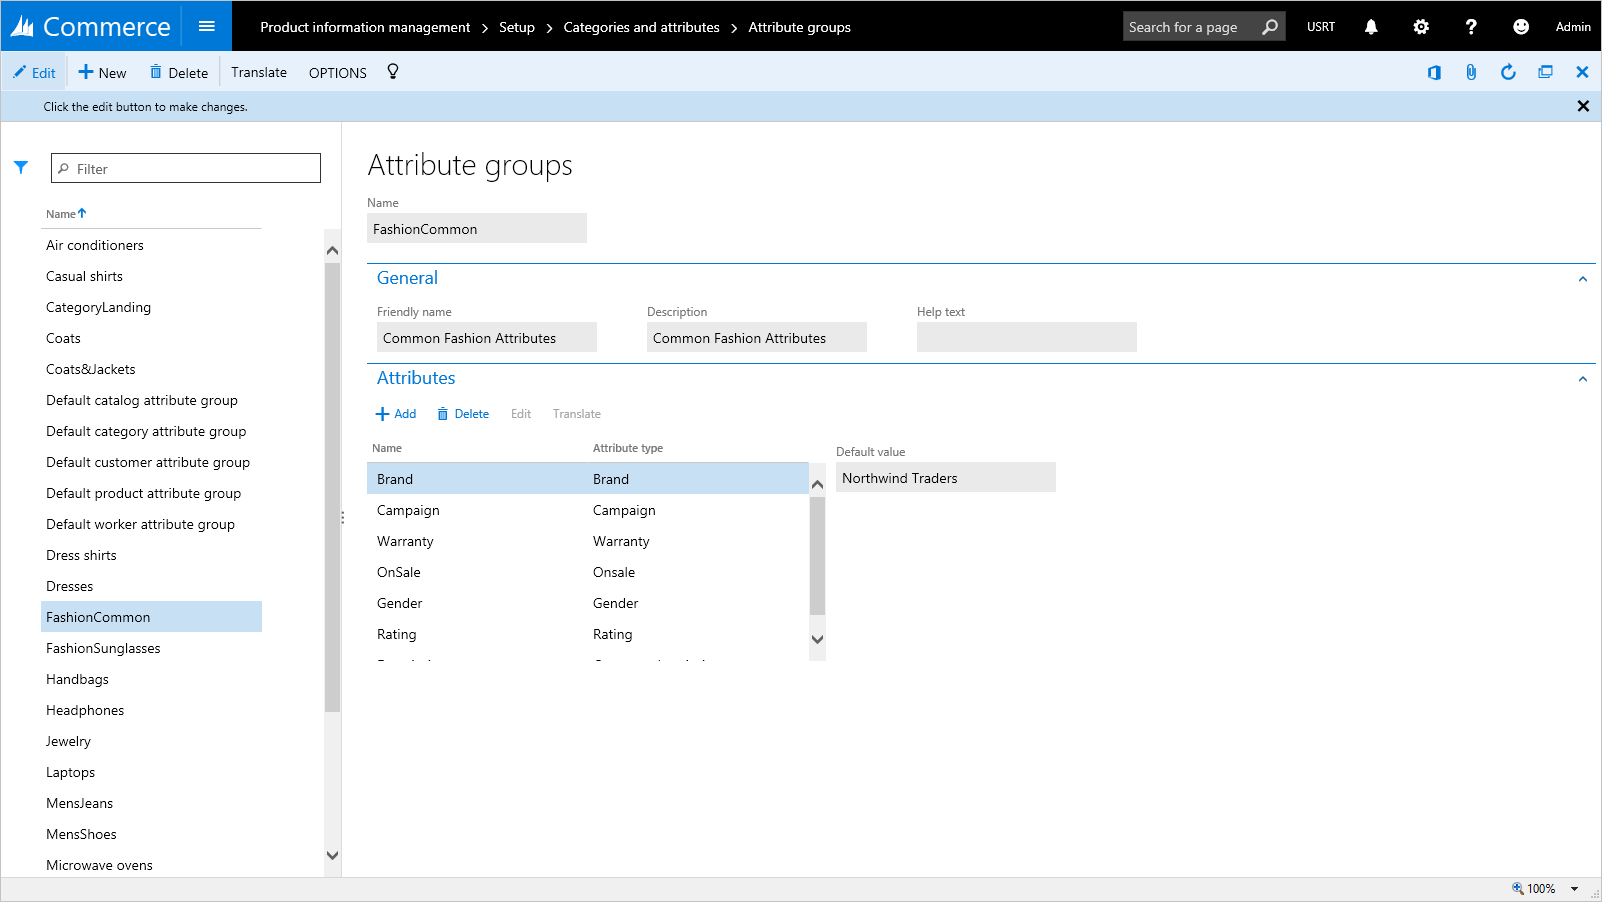 Commerce
Product information management > Setup > Categories and attributes > Attribute groups
Search for a page
USRT
Admin
Edit New Delete Translate OPTIONS
Click the edit button to make changes.
Filter
Name
Air conditioners
Casual shirts
CategoryLanding
Coats
Coats&Jackets
Default catalog attribute group
Default category attribute group
Default customer attribute group
Default product attribute group
Default worker attribute group
Dress shirts
Dresses
FashionCommon
FashionSunglasses
Handbags
Headphones
Jewelry
Laptops
MensJeans
MensShoes
Microwave ovens
Attribute groups
Name
FashionCommon
General
Friendly name Description Help text
Common Fashion Attributes Common Fashion Attributes
Attributes
Add Delete Edit Translate
Name Attribute type
Brand Brand
Campaign Campaign
Warranty Warranty
OnSale Onsale
Gender Gender
Rating Rating
Default value
Northwind Traders
100%